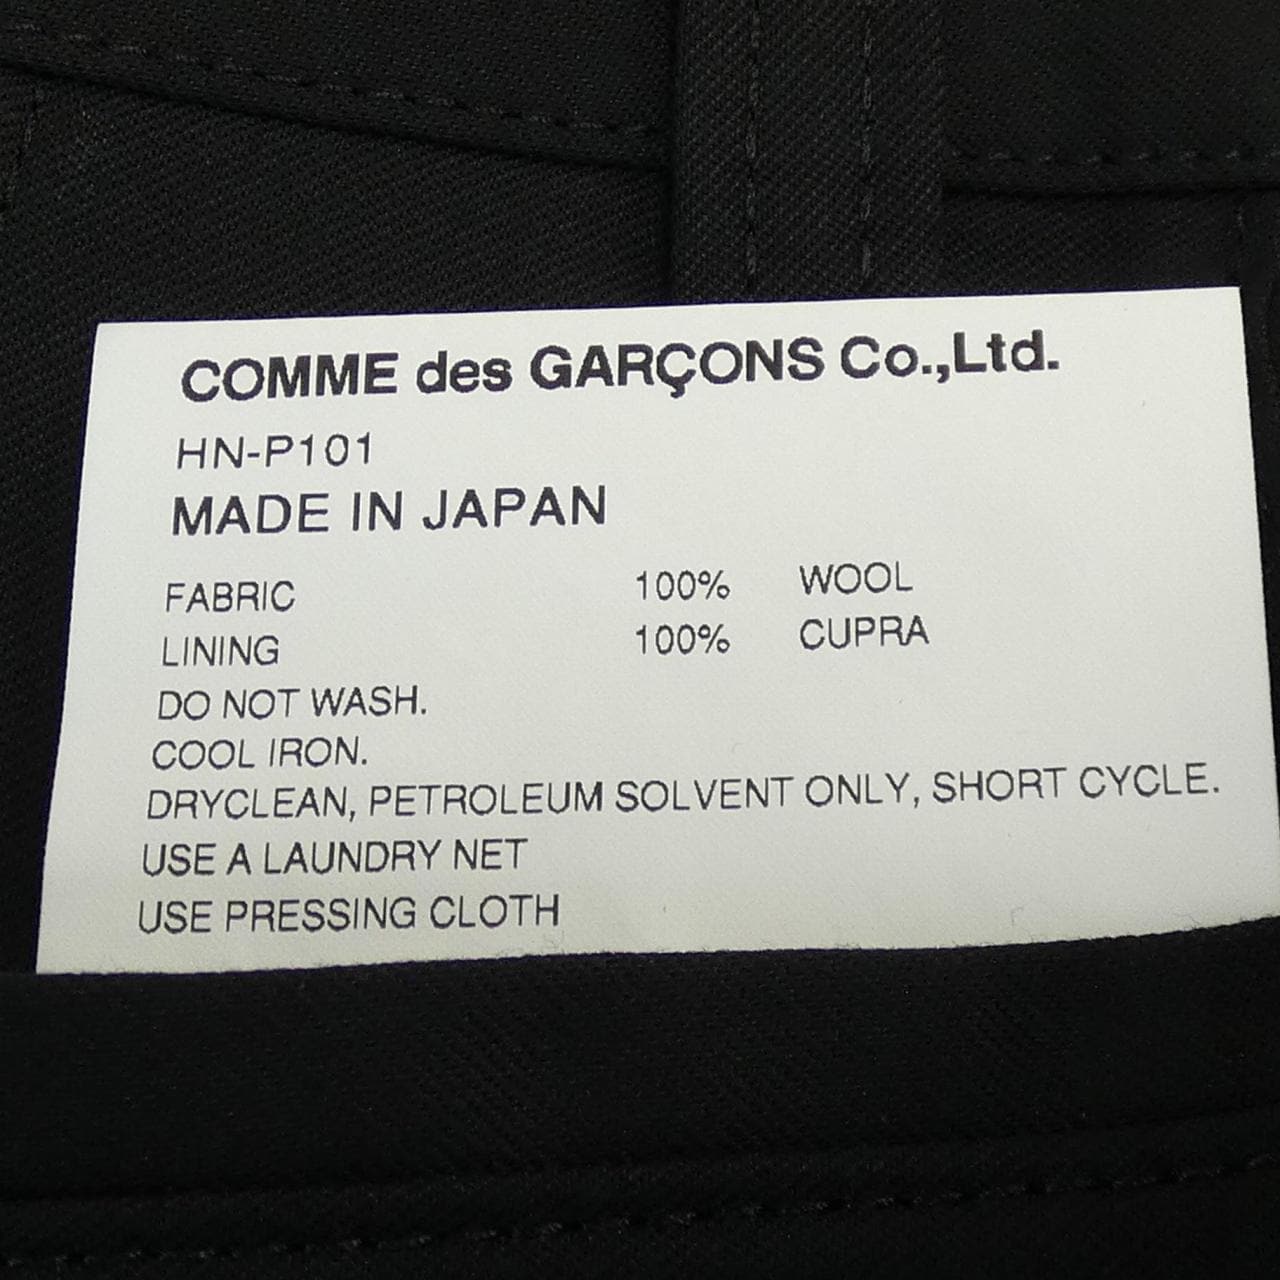 COMME des GARÇONS Co.,Ltd.
HN-P101
MADE IN JAPAN
FABRIC 100% WOOL
LINING 100% CUPRA
DO NOT WASH.
COOL IRON.
DRYCLEAN, PETROLEUM SOLVENT ONLY, SHORT CYCLE.
USE A LAUNDRY NET
USE PRESSING CLOTH